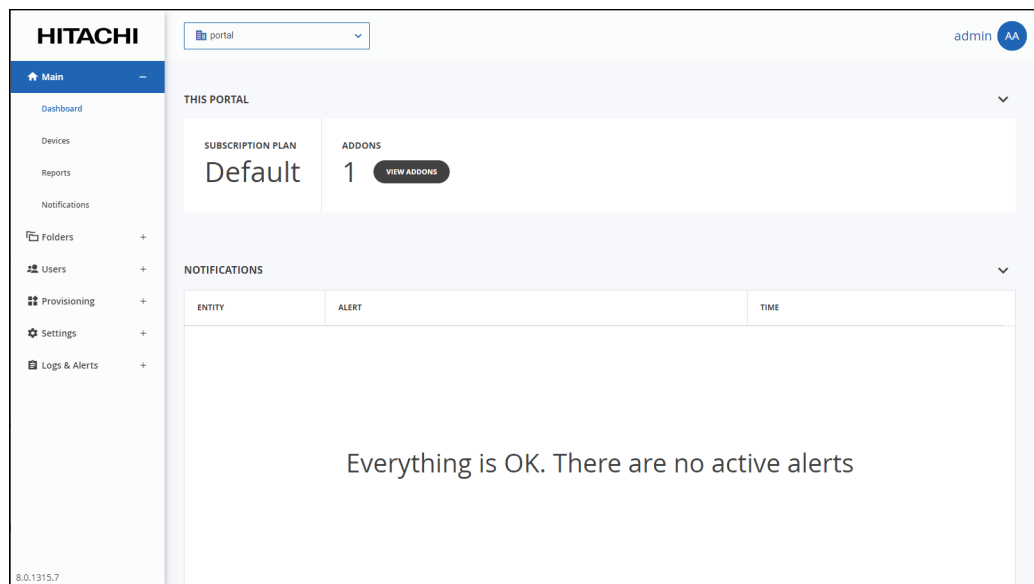 HITACHI
portal
admin AA
Main
Dashboard
Devices
Reports
Notifications
Folders
Users
Provisioning
Settings
Logs & Alerts
8.0.1315.7
THIS PORTAL
SUBSCRIPTION PLAN
Default
ADDONS
1 VIEW ADDONS
NOTIFICATIONS
ENTITY ALERT TIME
Everything is OK. There are no active alerts